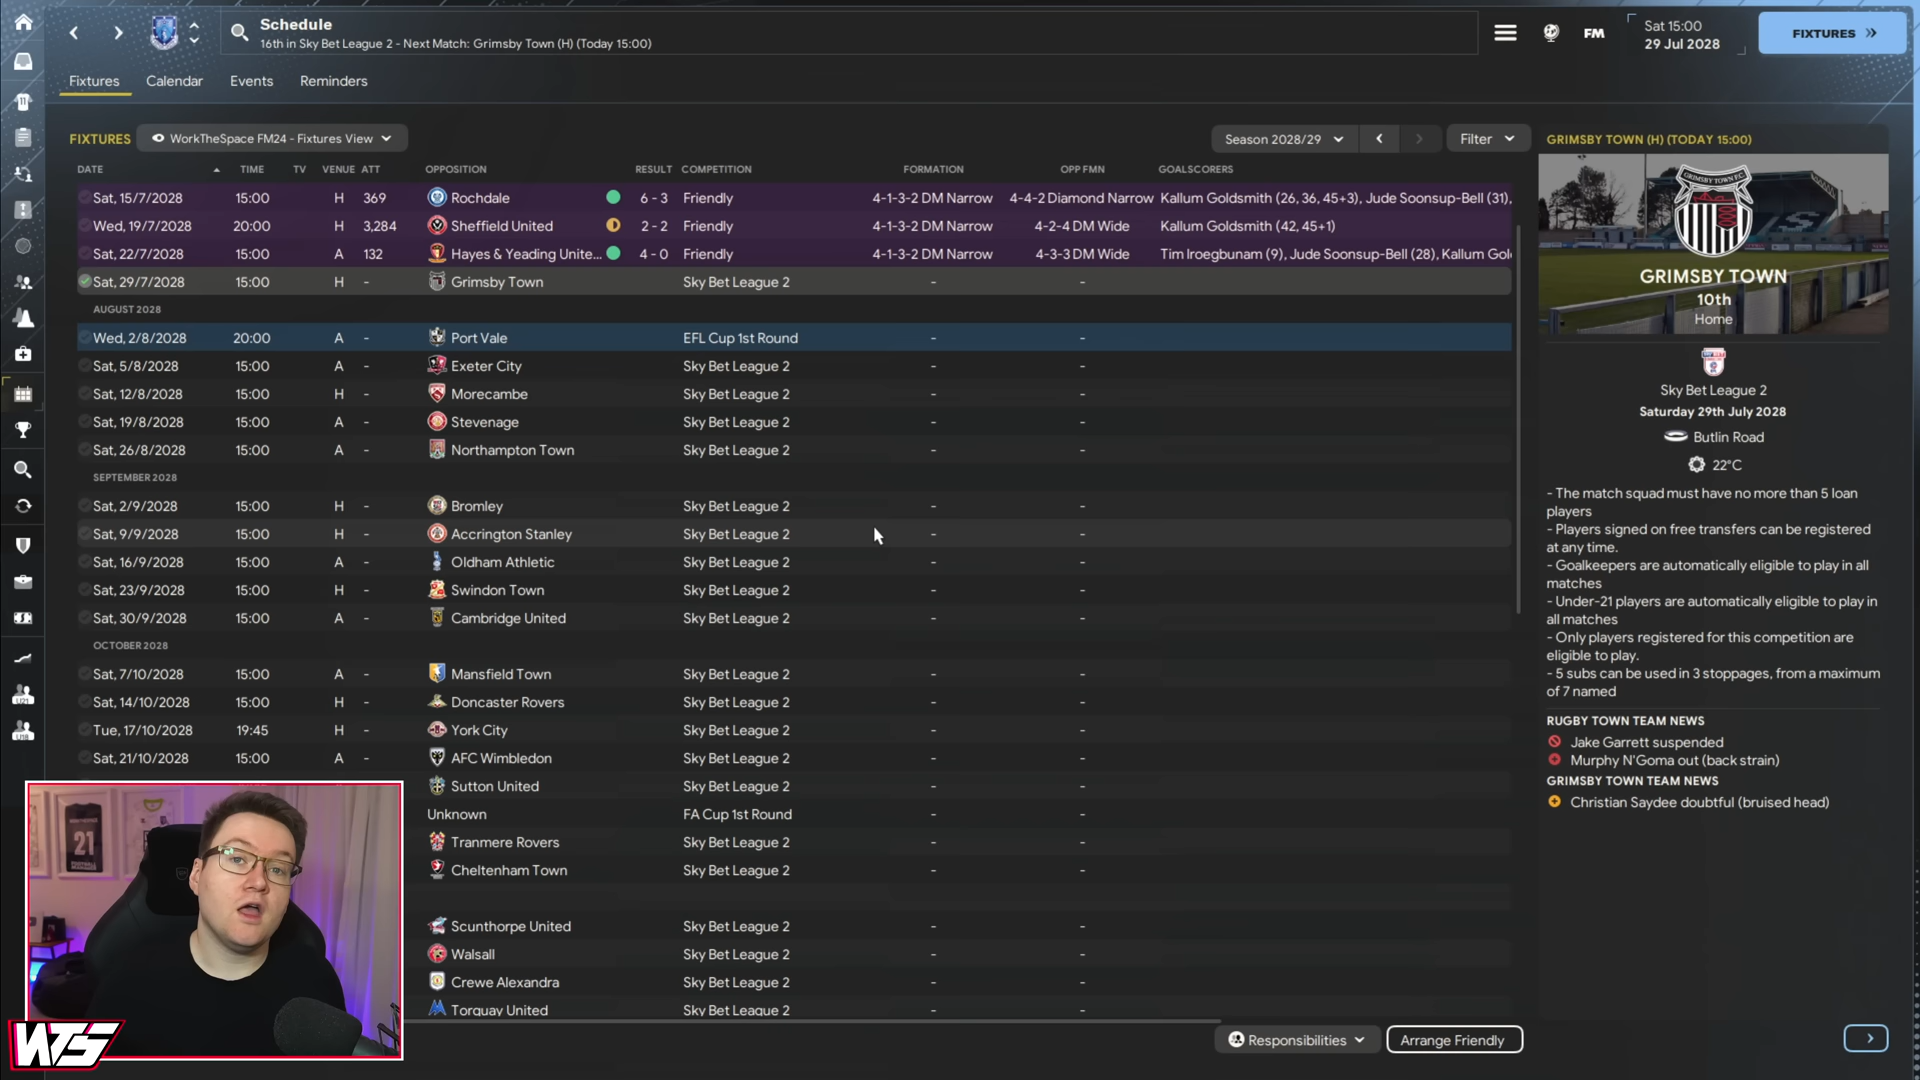 Schedule
16th in Sky Bet League 2 - Next Match: Grimsby Town (H) (Today 15:00)
FM
Sat 15:00
29 Jul 2028
FIXTURES
Fixtures Calendar Events Reminders
FIXTURES WorkTheSpace FM24 - Fixtures View
Season 2028/29 Filter
DATE TIME TV VENUE ATT OPPOSITION RESULT COMPETITION FORMATION OPP FMN GOALSCORERS
Sat, 15/7/2028 15:00 H 369 Rochdale 6 - 3 Friendly 4-1-3-2 DM Narrow 4-4-2 Diamond Narrow Kallum Goldsmith (26, 36, 45+3), Jude Soonsup-Bell (31),
Wed, 19/7/2028 20:00 H 3,284 Sheffield United 2 - 2 Friendly 4-1-3-2 DM Narrow 4-2-4 DM Wide Kallum Goldsmith (42, 45+1)
Sat, 22/7/2028 15:00 A 132 Hayes & Yeading Unite... 4 - 0 Friendly 4-1-3-2 DM Narrow 4-3-3 DM Wide Tim Iroegbunam (9), Jude Soonsup-Bell (28), Kallum Gol
Sat, 29/7/2028 15:00 H - Grimsby Town Sky Bet League 2 - -
AUGUST 2028
Wed, 2/8/2028 20:00 A - Port Vale EFL Cup 1st Round - -
Sat, 5/8/2028 15:00 A - Exeter City Sky Bet League 2 - -
Sat, 12/8/2028 15:00 H - Morecambe Sky Bet League 2 - -
Sat, 19/8/2028 15:00 A - Stevenage Sky Bet League 2 - -
Sat, 26/8/2028 15:00 A - Northampton Town Sky Bet League 2 - -
SEPTEMBER 2028
Sat, 2/9/2028 15:00 H - Bromley Sky Bet League 2 - -
Sat, 9/9/2028 15:00 H - Accrington Stanley Sky Bet League 2 - -
Sat, 16/9/2028 15:00 A - Oldham Athletic Sky Bet League 2 - -
Sat, 23/9/2028 15:00 H - Swindon Town Sky Bet League 2 - -
Sat, 30/9/2028 15:00 A - Cambridge United Sky Bet League 2 - -
OCTOBER 2028
Sat, 7/10/2028 15:00 A - Mansfield Town Sky Bet League 2 - -
Sat, 14/10/2028 15:00 H - Doncaster Rovers Sky Bet League 2 - -
Tue, 17/10/2028 19:45 H - York City Sky Bet League 2 - -
Sat, 21/10/2028 15:00 A - AFC Wimbledon Sky Bet League 2 - -
Sutton United Sky Bet League 2 - -
Unknown FA Cup 1st Round - -
Tranmere Rovers Sky Bet League 2 - -
Cheltenham Town Sky Bet League 2 - -
Scunthorpe United Sky Bet League 2 - -
Walsall Sky Bet League 2 - -
Crewe Alexandra Sky Bet League 2 - -
Torquay United Sky Bet League 2 - -
Responsibilities Arrange Friendly
GRIMSBY TOWN (H) (TODAY 15:00)
GRIMSBY TOWN
10th
Home
Sky Bet League 2
Saturday 29th July 2028
Butlin Road
22°C
- The match squad must have no more than 5 loan
players
- Players signed on free transfers can be registered
at any time.
- Goalkeepers are automatically eligible to play in all
matches
- Under-21 players are automatically eligible to play in
all matches
- Only players registered for this competition are
eligible to play.
- 5 subs can be used in 3 stoppages, from a maximum
of 7 named
RUGBY TOWN TEAM NEWS
Jake Garrett suspended
Murphy N'Goma out (back strain)
GRIMSBY TOWN TEAM NEWS
Christian Saydee doubtful (bruised head)
U21
U18
21
WTS